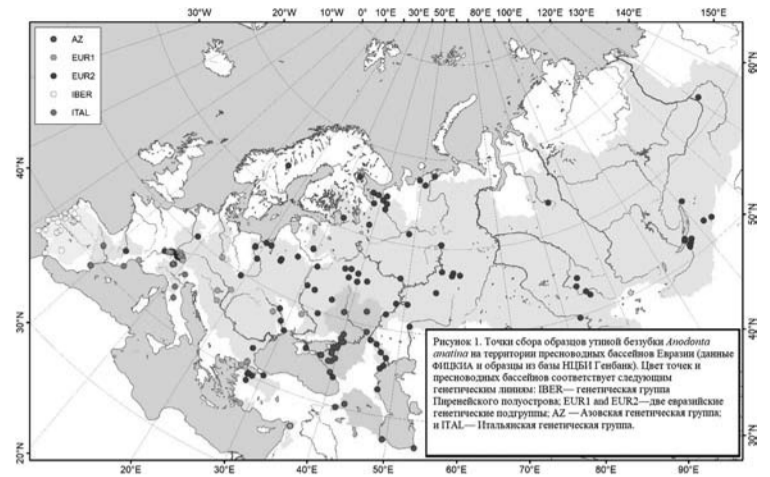 30°W
20°W
10°W
0°
10°E
20°E
30°E
50°E
60°E
80°E
100°E
120°E
130°E
140°E
150°E
AZ
EUR1
EUR2
IBER
ITAL
60°N
40°N
50°N
30°N
40°N
20°N
30°N
Рисунок 1. Точки сбора образцов утиной беззубки Anodonta
anatina на территории пресноводных бассейнов Евразии (данные
ФИЦКИА и образцы из базы НЦБИ Генбанк). Цвет точек и
пресноводных бассейнов соответствует следующим
генетическим линиям: IBER— генетическая группа
Пиренейского полуострова; EUR1 and EUR2—две евразийские
генетические подгруппы; AZ — Азовская генетическая группа;
и ITAL— Итальянская генетическая группа.
20°E
30°E
40°E
50°E
60°E
70°E
80°E
90°E